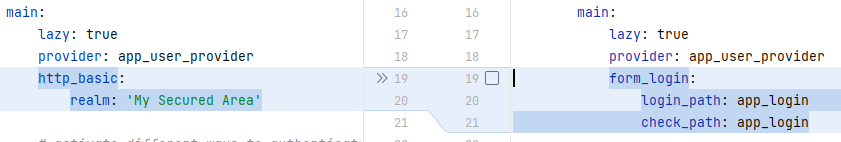 main:
lazy: true
provider: app_user_provider
http_basic:
realm: 'My Secured Area'
16 16
17 17
18 18
19 19
20 20
21 21
main:
lazy: true
provider: app_user_provider
form_login:
login_path: app_login
check_path: app_login